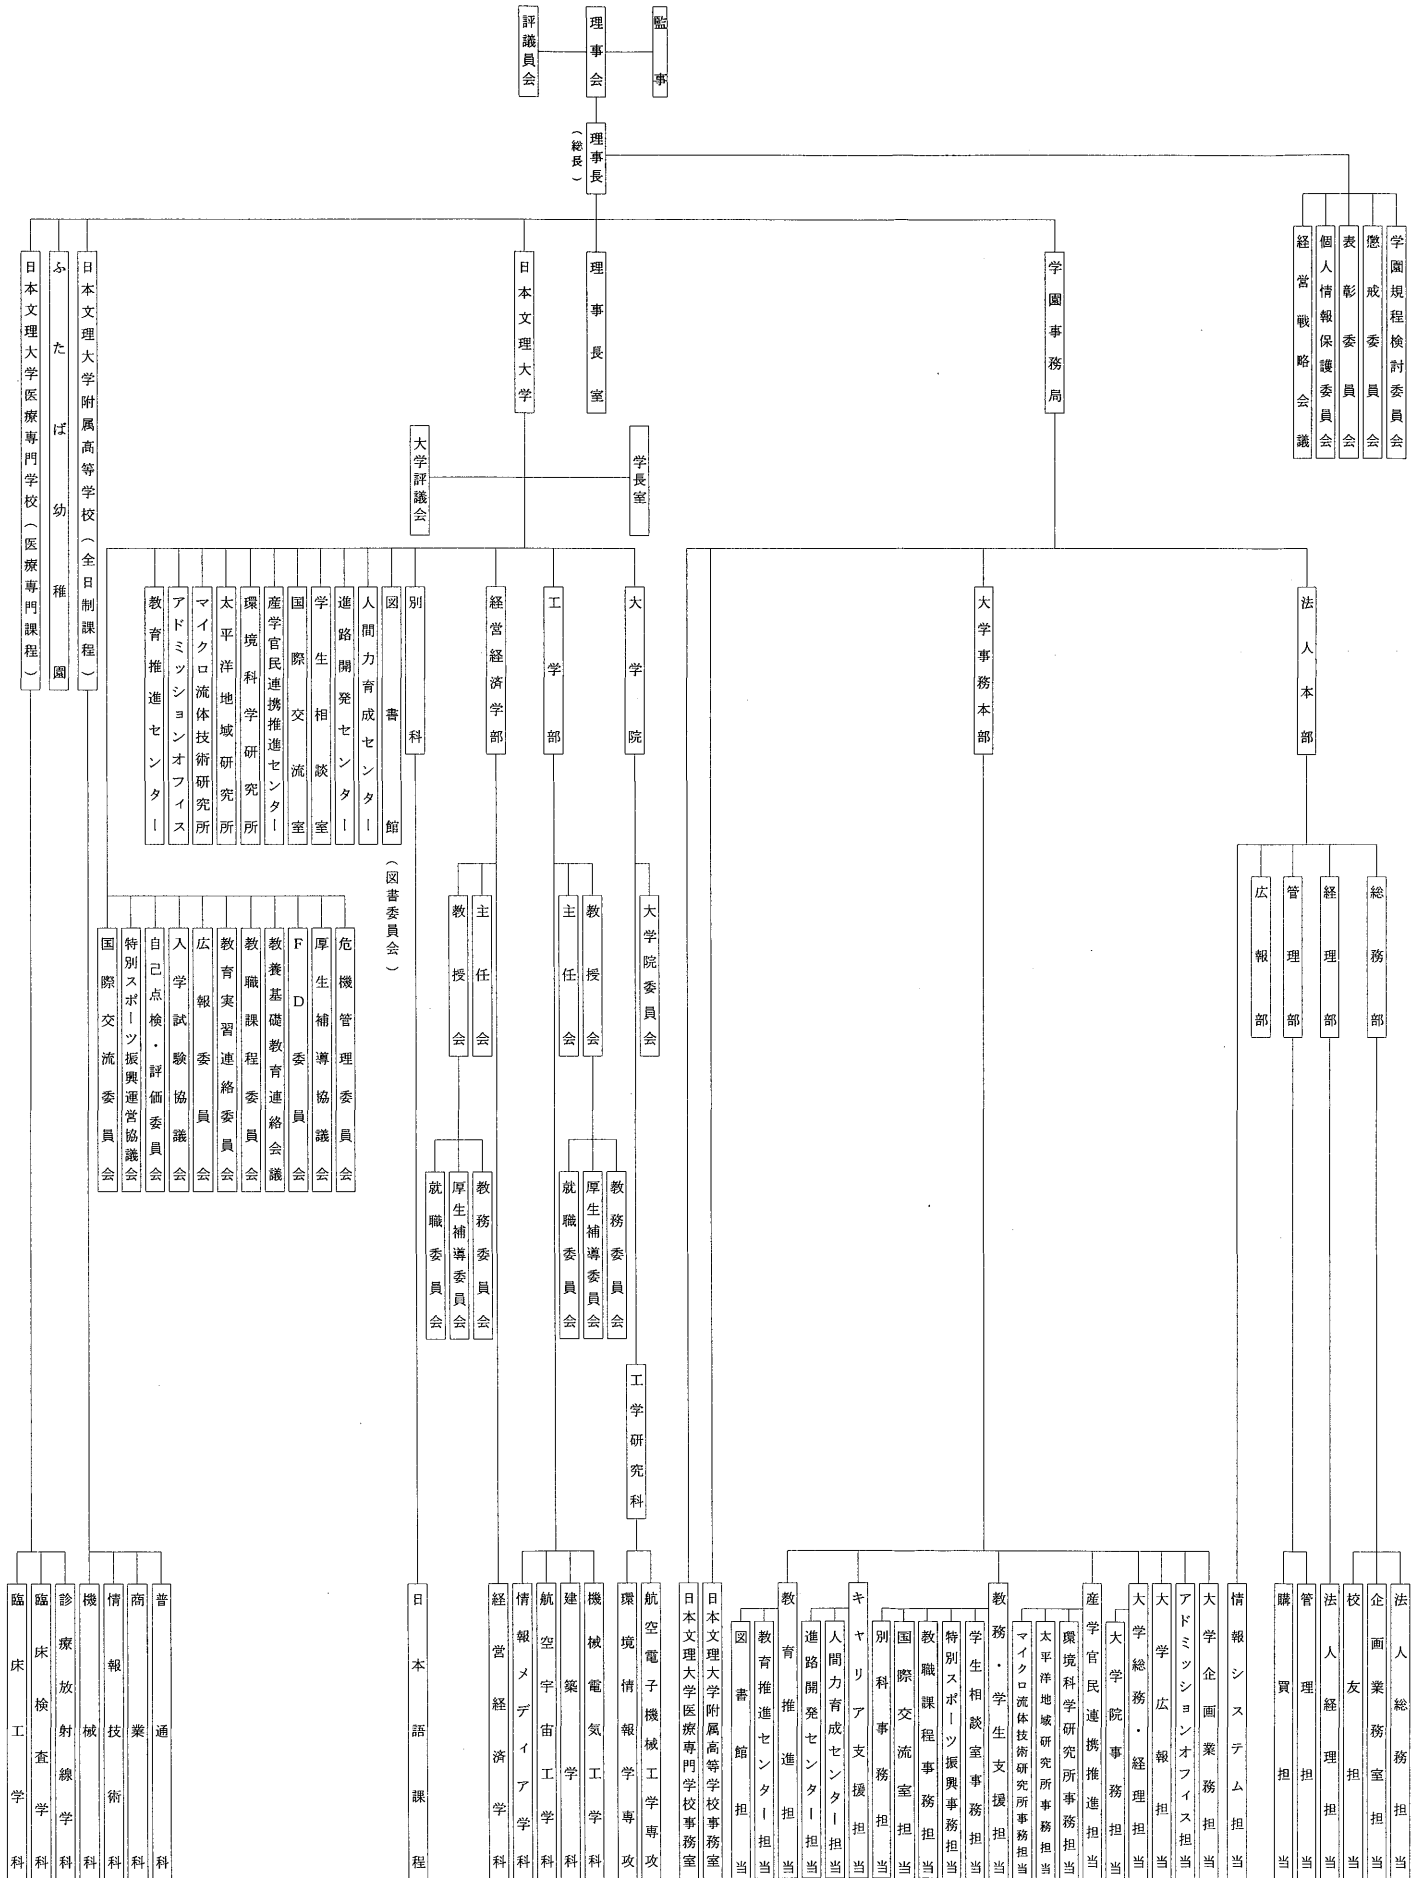 監事
理事会
評議員会
理事長
（総長）
学園規程検討委員会
懲戒委員会
表彰委員会
個人情報保護委員会
経営戦略会議
学園事務局
理事長室
日本文理大学
日本文理大学附属高等学校（全日制課程）
ふたば幼稚園
日本文理大学医療専門学校（医療専門課程）
学長室
大学評議会
法人本部
大学事務本部
大学院
工学部
経営経済学部
別科
図書館
（図書委員会）
人間力育成センター
進路開発センター
学生相談室
国際交流室
産学官民連携推進センター
環境科学研究所
太平洋地域研究所
マイクロ流体技術研究所
アドミッションオフィス
教育推進センター
総務部
経理部
管理部
広報部
大学院委員会
教授会
主任会
主任会
教授会
危機管理委員会
厚生補導協議会
FD委員会
教養基礎教育連絡会議
教職課程委員会
教育実習連絡委員会
広報委員会
入学試験協議会
自己点検・評価委員会
特別スポーツ振興運営協議会
国際交流委員会
教務委員会
厚生補導委員会
就職委員会
教務委員会
厚生補導委員会
就職委員会
工学研究科
法人総務担当
企画業務室担当
校友担当
法人経理担当
管理担当
購買担当
情報システム担当
大学企画業務担当
アドミッションオフィス担当
大学広報担当
大学総務・経理担当
大学院事務担当
産学官民連携推進担当
環境科学研究所事務担当
太平洋地域研究所事務担当
マイクロ流体技術研究所事務担当
教務・学生支援担当
学生相談室事務担当
特別スポーツ振興事務担当
教職課程事務担当
国際交流室担当
別科事務担当
キャリア支援担当
人間力育成センター担当
進路開発センター担当
教育推進担当
教育推進センター担当
図書館担当
日本文理大学附属高等学校事務室
日本文理大学医療専門学校事務室
航空電子機械工学専攻
環境情報学専攻
機械電気工学科
建築学科
航空宇宙工学科
情報メディア学科
経営経済学科
日本語課程
普通科
商業科
情報技術科
機械科
診療放射線学科
臨床検査学科
臨床工学科